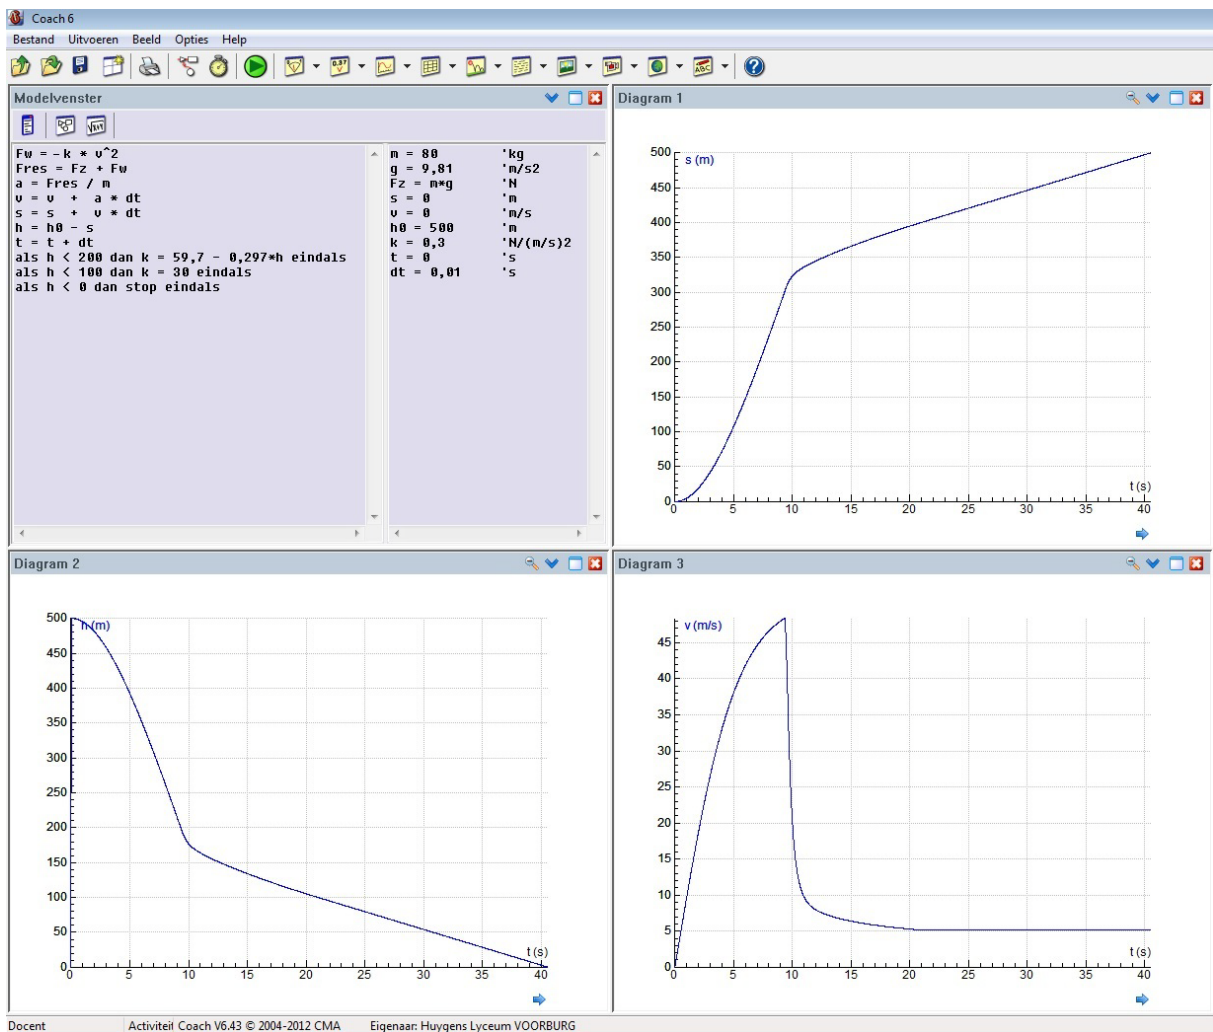 Coach 6
Bestand Uitvoeren Beeld Opties Help
Modelvenster
Fw = -k * v^2
Fres = Fz + Fw
a = Fres / m
v = v + a * dt
s = s + v * dt
h = h0 - s
t = t + dt
als h < 200 dan k = 59,7 - 0,297*h eindals
als h < 100 dan k = 30 eindals
als h < 0 dan stop eindals
m = 80 'kg
g = 9,81 'm/s2
Fz = m*g 'N
s = 0 'm
v = 0 'm/s
h0 = 500 'm
k = 0,3 'N/(m/s)2
t = 0 's
dt = 0,01 's
Diagram 1
s (m)
500
450
400
350
300
250
200
150
100
50
0
t (s)
0 5 10 15 20 25 30 35 40
Diagram 2
h (m)
500
450
400
350
300
250
200
150
100
50
0
t (s)
0 5 10 15 20 25 30 35 40
Diagram 3
v (m/s)
45
40
35
30
25
20
15
10
5
0
t (s)
0 5 10 15 20 25 30 35 40
Docent Activiteit Coach V6.43 © 2004-2012 CMA Eigenaar: Huygens Lyceum VOORBURG